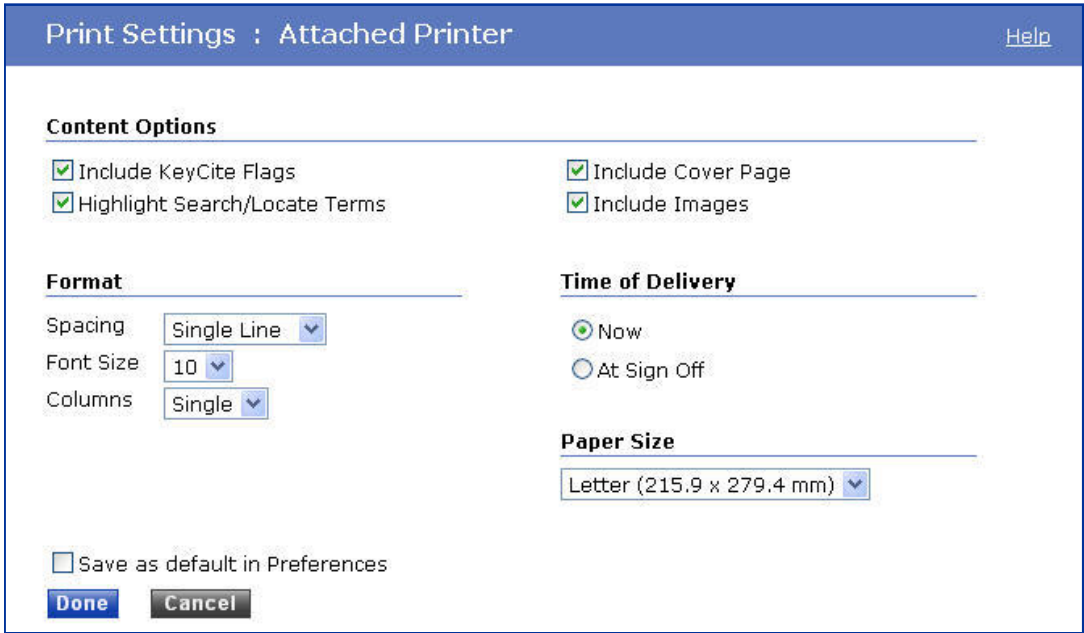 Print Settings : Attached Printer
Help
Content Options
Include KeyCite Flags
Include Cover Page
Highlight Search/Locate Terms
Include Images
Format
Spacing Single Line
Font Size 10
Columns Single
Time of Delivery
Now
At Sign Off
Paper Size
Letter (215.9 x 279.4 mm)
Save as default in Preferences
Done Cancel